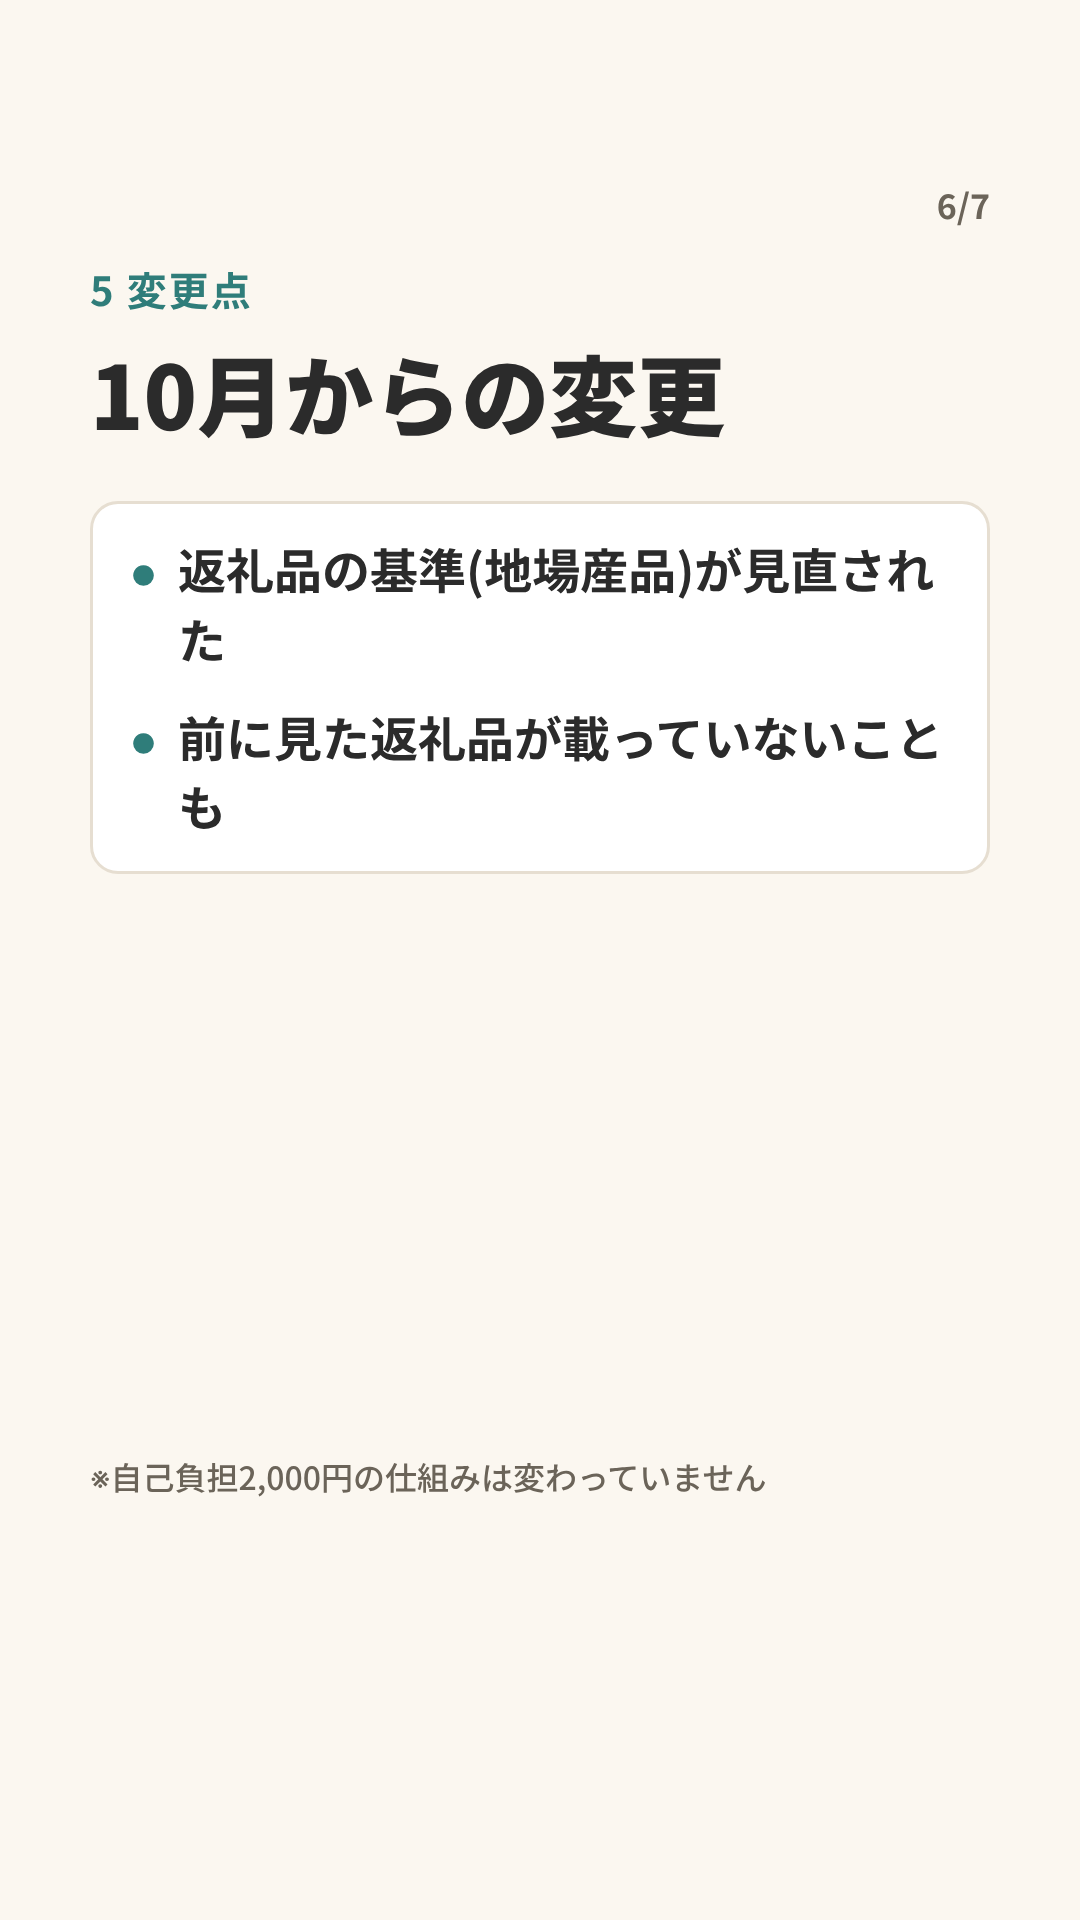 6/7
5 変更点
10月からの変更
● 返礼品の基準(地場産品)が見直され
た
● 前に見た返礼品が載っていないこと
も
※自己負担2,000円の仕組みは変わっていません